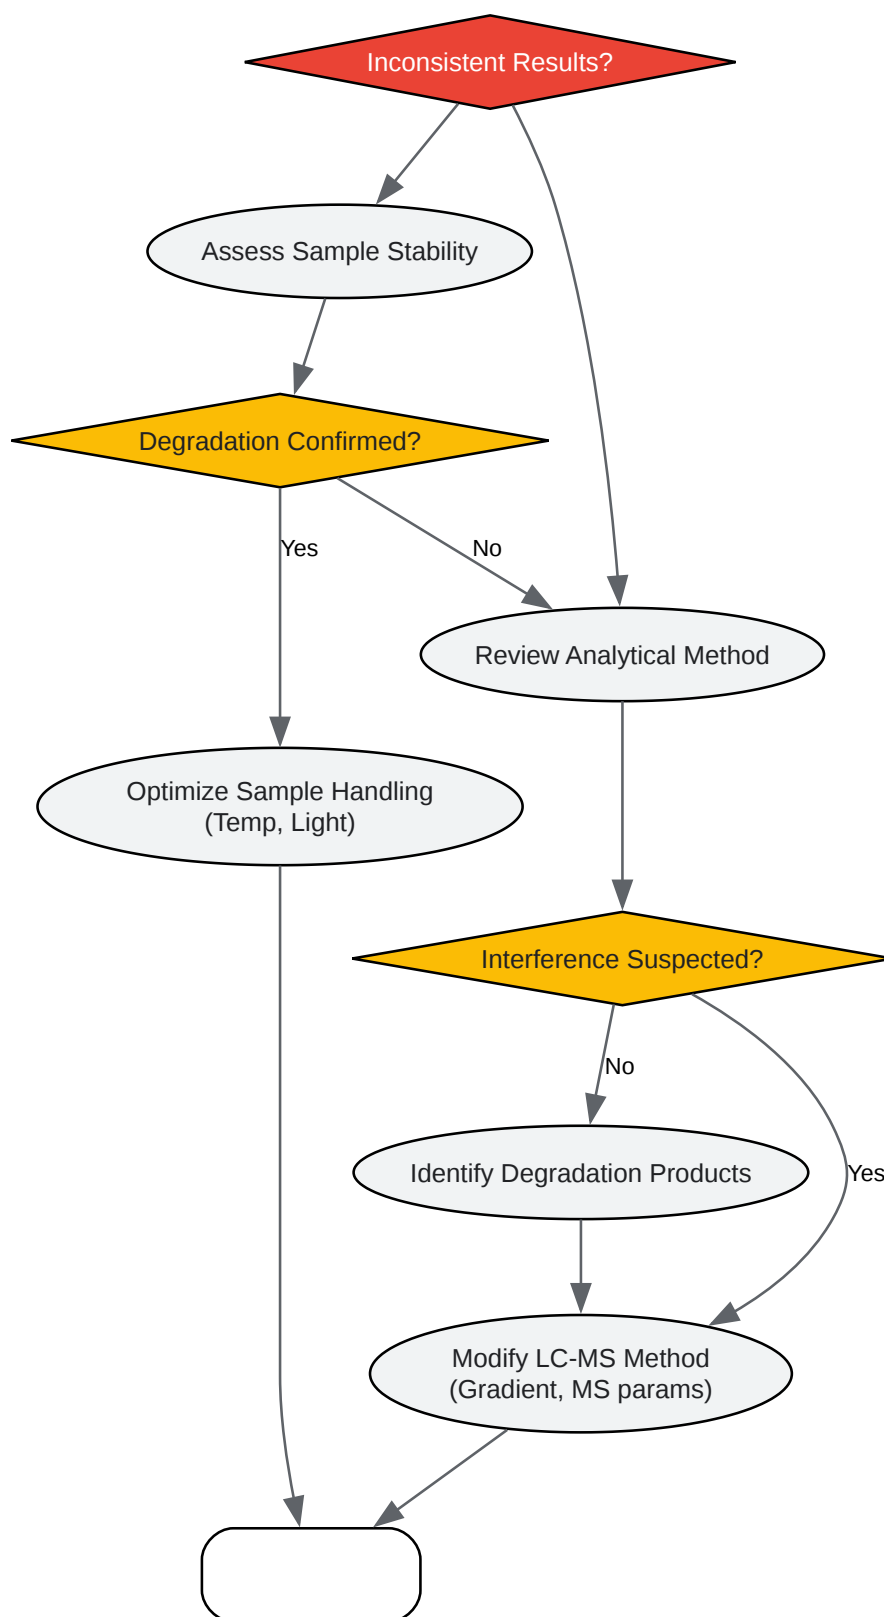 Inconsistent Results?
Assess Sample Stability
Degradation Confirmed?
Yes
No
Review Analytical Method
Optimize Sample Handling
(Temp, Light)
Interference Suspected?
No
Identify Degradation Products
Yes
Modify LC-MS Method
(Gradient, MS params)